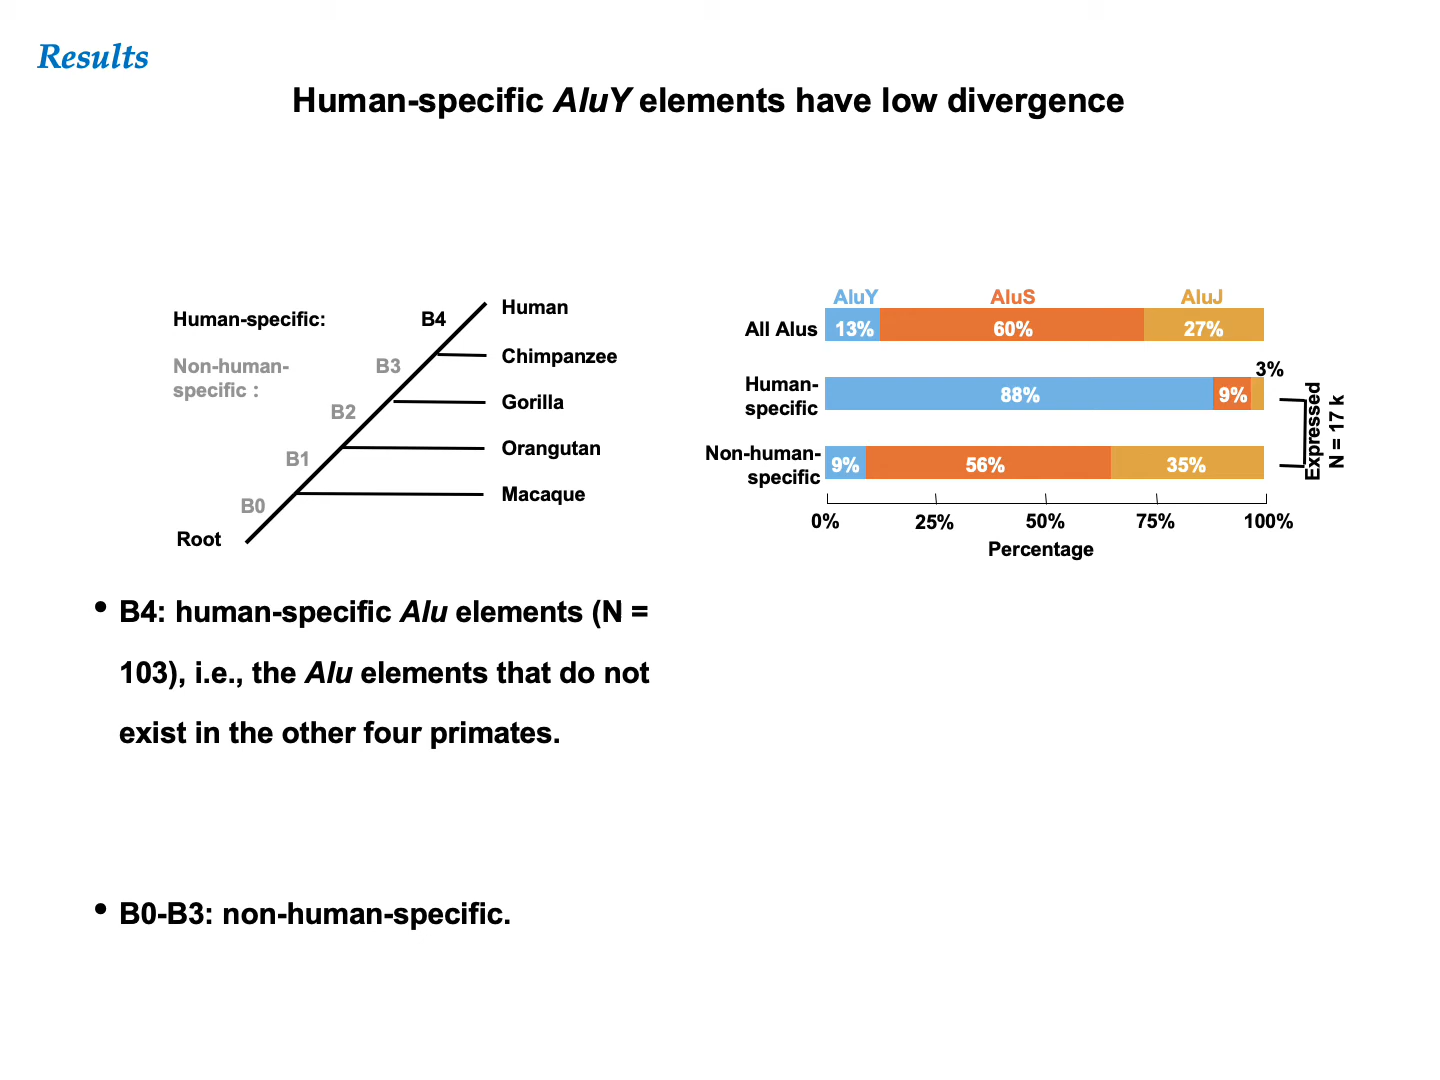 Results
Human-specific AluY elements have low divergence
Human-specific:
Non-human-
specific :
B4
B3
B2
B1
B0
Root
Human
Chimpanzee
Gorilla
Orangutan
Macaque
AluY AluS AluJ
All Alus 13% 60% 27%
3%
Human-
specific
88% 9%
Non-human-
specific
9% 56% 35%
Expressed
N = 17 k
0% 25% 50% 75% 100%
Percentage
• B4: human-specific Alu elements (N =
103), i.e., the Alu elements that do not
exist in the other four primates.
• B0-B3: non-human-specific.